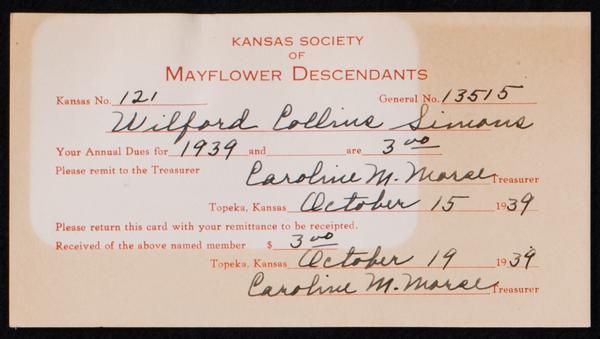 KANSAS SOCIETY
OF
MAYFLOWER DESCENDANTS
Kansas No. 121 General No. 13515
Wilford Collins Simons
Your Annual Dues for 1939 and are 3.00
Please remit to the Treasurer Caroline M. Morse Treasurer
Topeka, Kansas October 15 1939
Please return this card with your remittance to be receipted.
Received of the above named member $ 3.00
Topeka, Kansas October 19 1939
Caroline M. Morse Treasurer